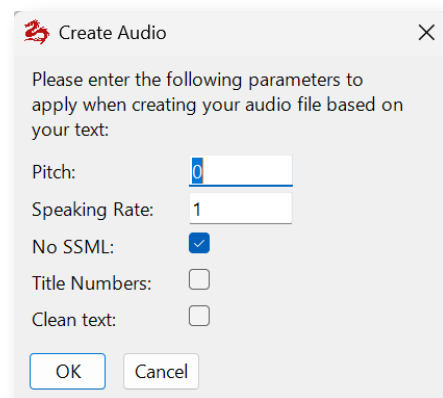 Create Audio
Please enter the following parameters to
apply when creating your audio file based on
your text:
Pitch: 0
Speaking Rate: 1
No SSML:
Title Numbers:
Clean text:
OK Cancel